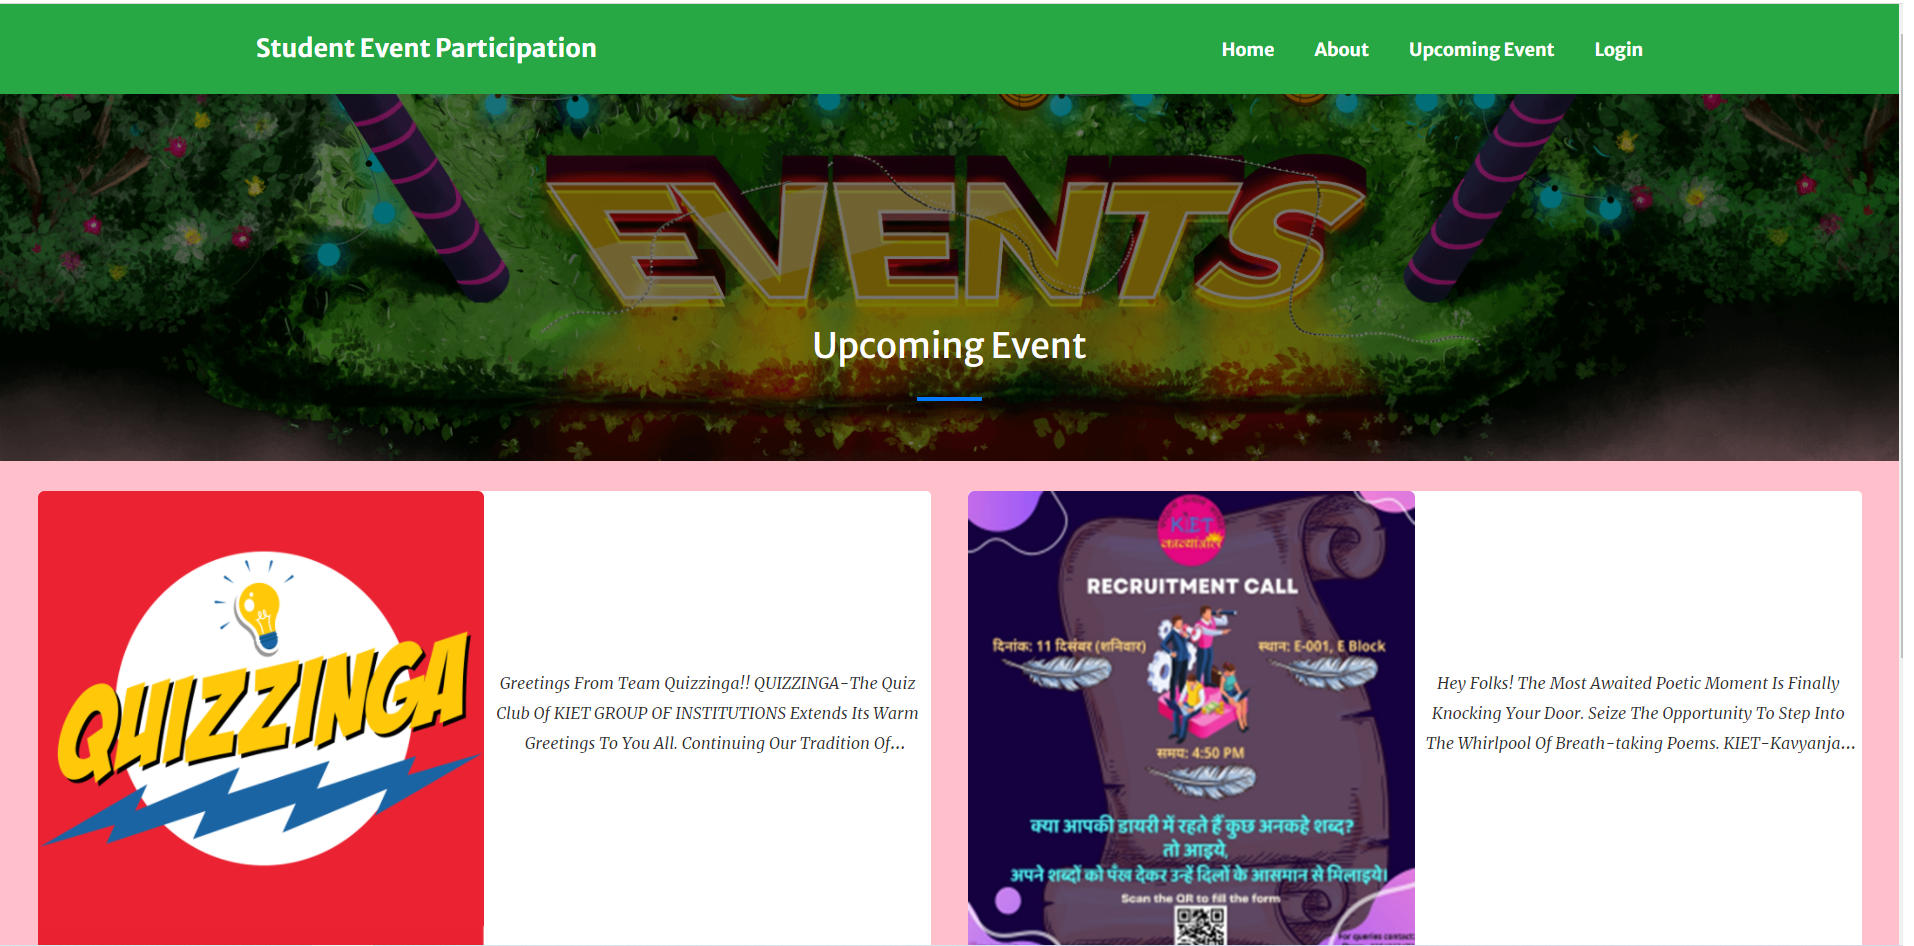 Student Event Participation
Home
About
Upcoming Event
Login
EVENTS
Upcoming Event
QUIZZINGA
Greetings From Team Quizzinga!! QUIZZINGA-The Quiz
Club Of KIET GROUP OF INSTITUTIONS Extends Its Warm
Greetings To You All. Continuing Our Tradition Of...
KIET
काव्यांजलि
RECRUITMENT CALL
दिनांक: 11 दिसंबर (शनिवार)
स्थान: E-001, E Block
समय: 4:50 PM
क्या आपकी डायरी में रहते हैं कुछ अनकहे शब्द?
तो आइये,
अपने शब्दों को पँख देकर उन्हें दिलों के आसमान से मिलाइये।
Scan the QR to fill the form
For queries contact:
Hey Folks! The Most Awaited Poetic Moment Is Finally
Knocking Your Door. Seize The Opportunity To Step Into
The Whirlpool Of Breath-taking Poems. KIET-Kavyanja...